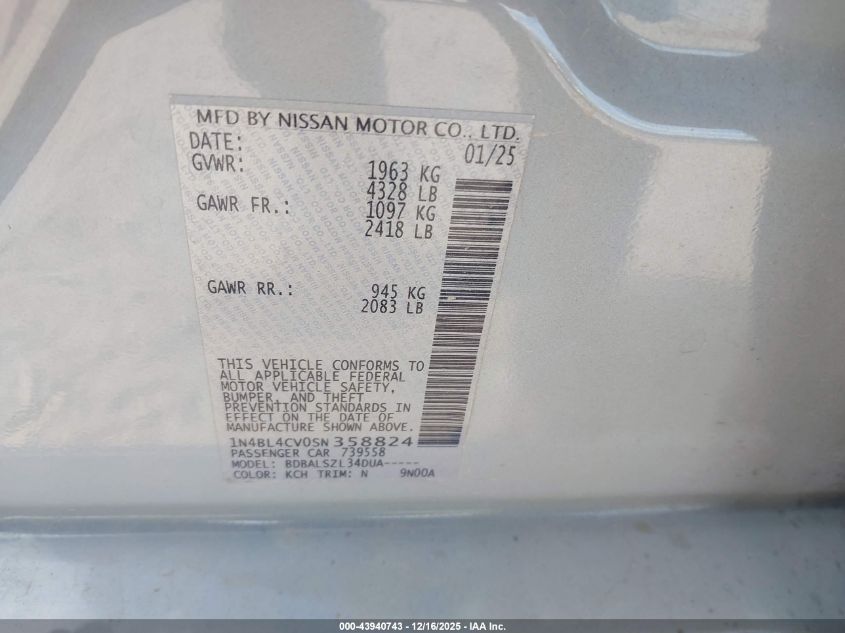 MFD BY NISSAN MOTOR CO., LTD.
DATE: 01/25
GVWR: 1963 KG
4328 LB
GAWR FR.: 1097 KG
2418 LB
GAWR RR.: 945 KG
2083 LB
THIS VEHICLE CONFORMS TO
ALL APPLICABLE FEDERAL
MOTOR VEHICLE SAFETY,
BUMPER, AND THEFT
PREVENTION STANDARDS IN
EFFECT ON THE DATE OF
MANUFACTURE SHOWN ABOVE.
1N4BL4CV0SN358824
PASSENGER CAR 739558
MODEL: BDBALSZL34DUA-----
COLOR: KCH TRIM: N 9N00A
000-43940743 - 12/16/2025 - IAA Inc.